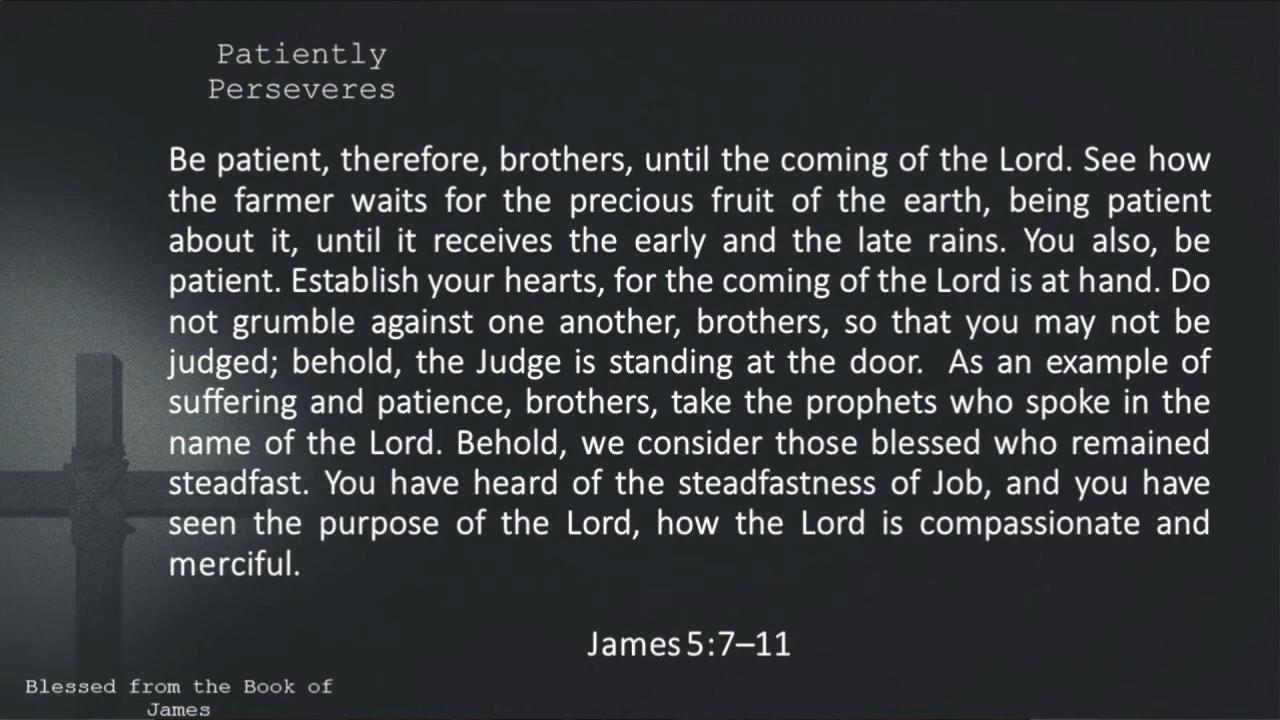 Patiently
Perseveres
Be patient, therefore, brothers, until the coming of the Lord. See how
the farmer waits for the precious fruit of the earth, being patient
about it, until it receives the early and the late rains. You also, be
patient. Establish your hearts, for the coming of the Lord is at hand. Do
not grumble against one another, brothers, so that you may not be
judged; behold, the Judge is standing at the door.  As an example of
suffering and patience, brothers, take the prophets who spoke in the
name of the Lord. Behold, we consider those blessed who remained
steadfast. You have heard of the steadfastness of Job, and you have
seen the purpose of the Lord, how the Lord is compassionate and
merciful.
James 5:7–11
Blessed from the Book of
James